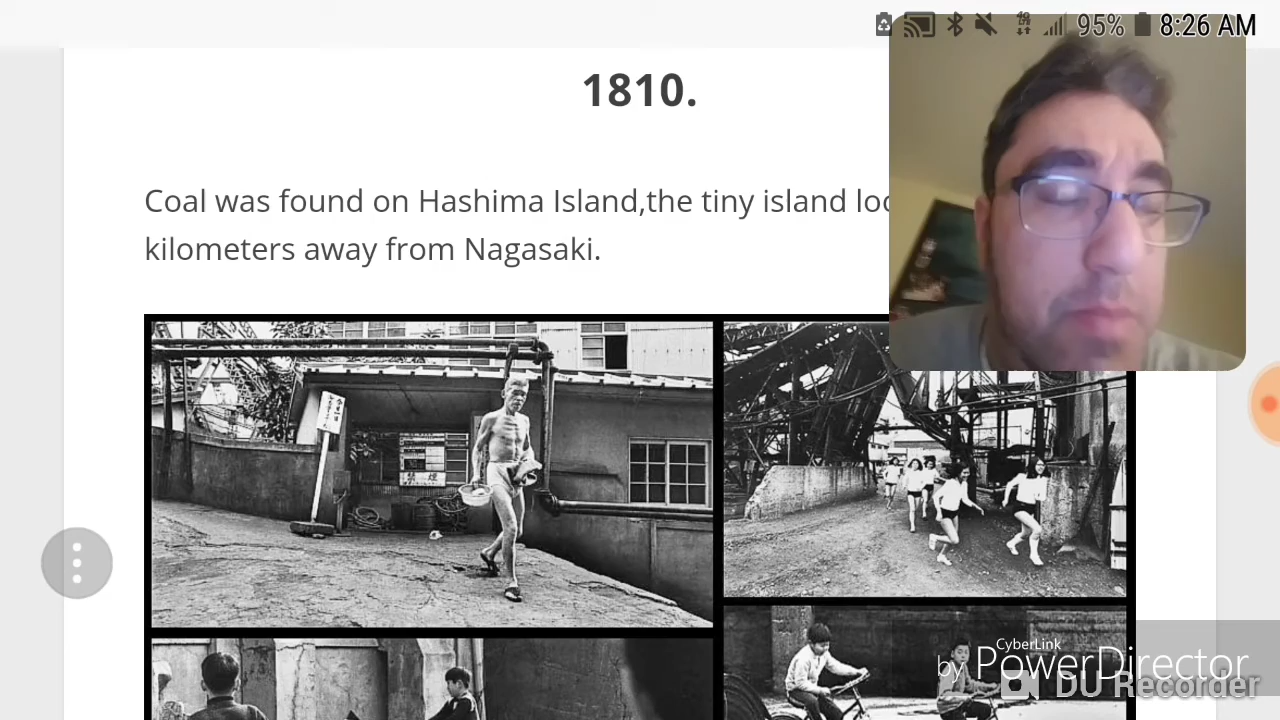 95% 8:26 AM
1810.
Coal was found on Hashima Island,the tiny island
kilometers away from Nagasaki.
CyberLink
by PowerDirector
DU Recorder